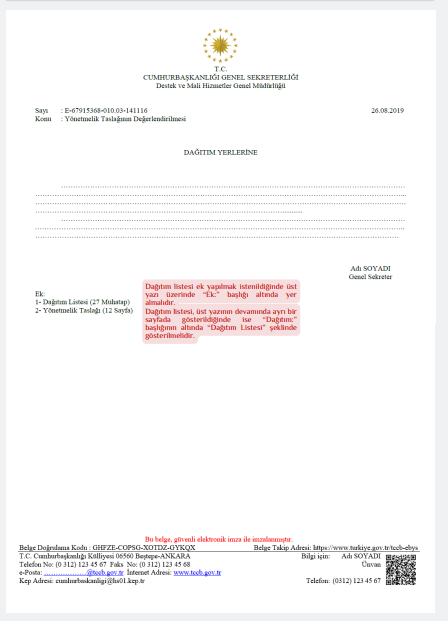 T.C.
CUMHURBAŞKANLIĞI GENEL SEKRETERLİĞİ
Destek ve Mali Hizmetler Genel Müdürlüğü
Sayı : E-67915368-010.03-141116 26.08.2019
Konu : Yönetmelik Taslağının Değerlendirilmesi
DAĞITIM YERLERİNE
Adı SOYADI
Genel Sekreter
Ek:
1- Dağıtım Listesi (27 Muhatap)
2- Yönetmelik Taslağı (12 Sayfa)
Dağıtım listesi ek yapılmak istenildiğinde üst
yazı üzerinde “Ek:” başlığı altında yer
almalıdır.
Dağıtım listesi, üst yazının devamında ayrı bir
sayfada gösterildiğinde ise “Dağıtım:”
başlığının altında “Dağıtım Listesi” şeklinde
gösterilmelidir.
Bu belge, güvenli elektronik imza ile imzalanmıştır.
Belge Doğrulama Kodu : GHFZE-COPSG-XOTDZ-GYKQX Belge Takip Adresi: https://www.turkiye.gov.tr/tccb-ebys
T.C. Cumhurbaşkanlığı Külliyesi 06560 Beştepe-ANKARA Bilgi için: Adı SOYADI
Telefon No: (0 312) 123 45 67 Faks No: (0 312) 123 45 68 Ünvan
e-Posta: ........................@tccb.gov.tr İnternet Adresi: www.tccb.gov.tr
Kep Adresi: cumhurbaskanligi@hs01.kep.tr Telefon: (0312) 123 45 67